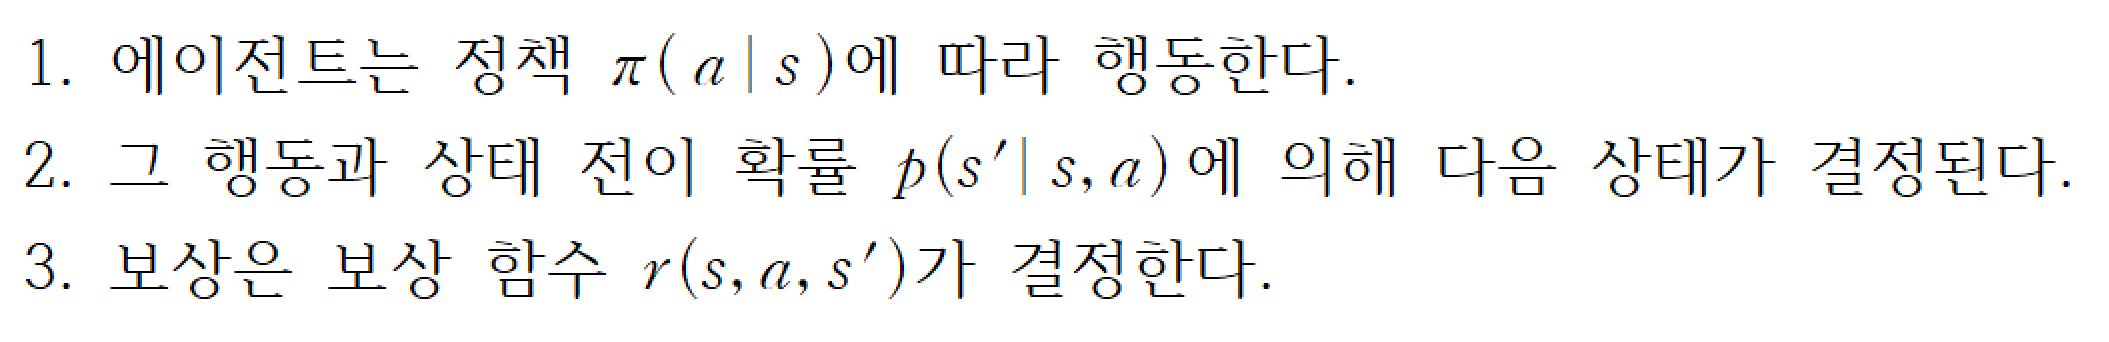 1. 에이전트는 정책 π(a|s)에 따라 행동한다.
2. 그 행동과 상태 전이 확률 p(s′|s, a)에 의해 다음 상태가 결정된다.
3. 보상은 보상 함수 r(s, a, s′)가 결정한다.